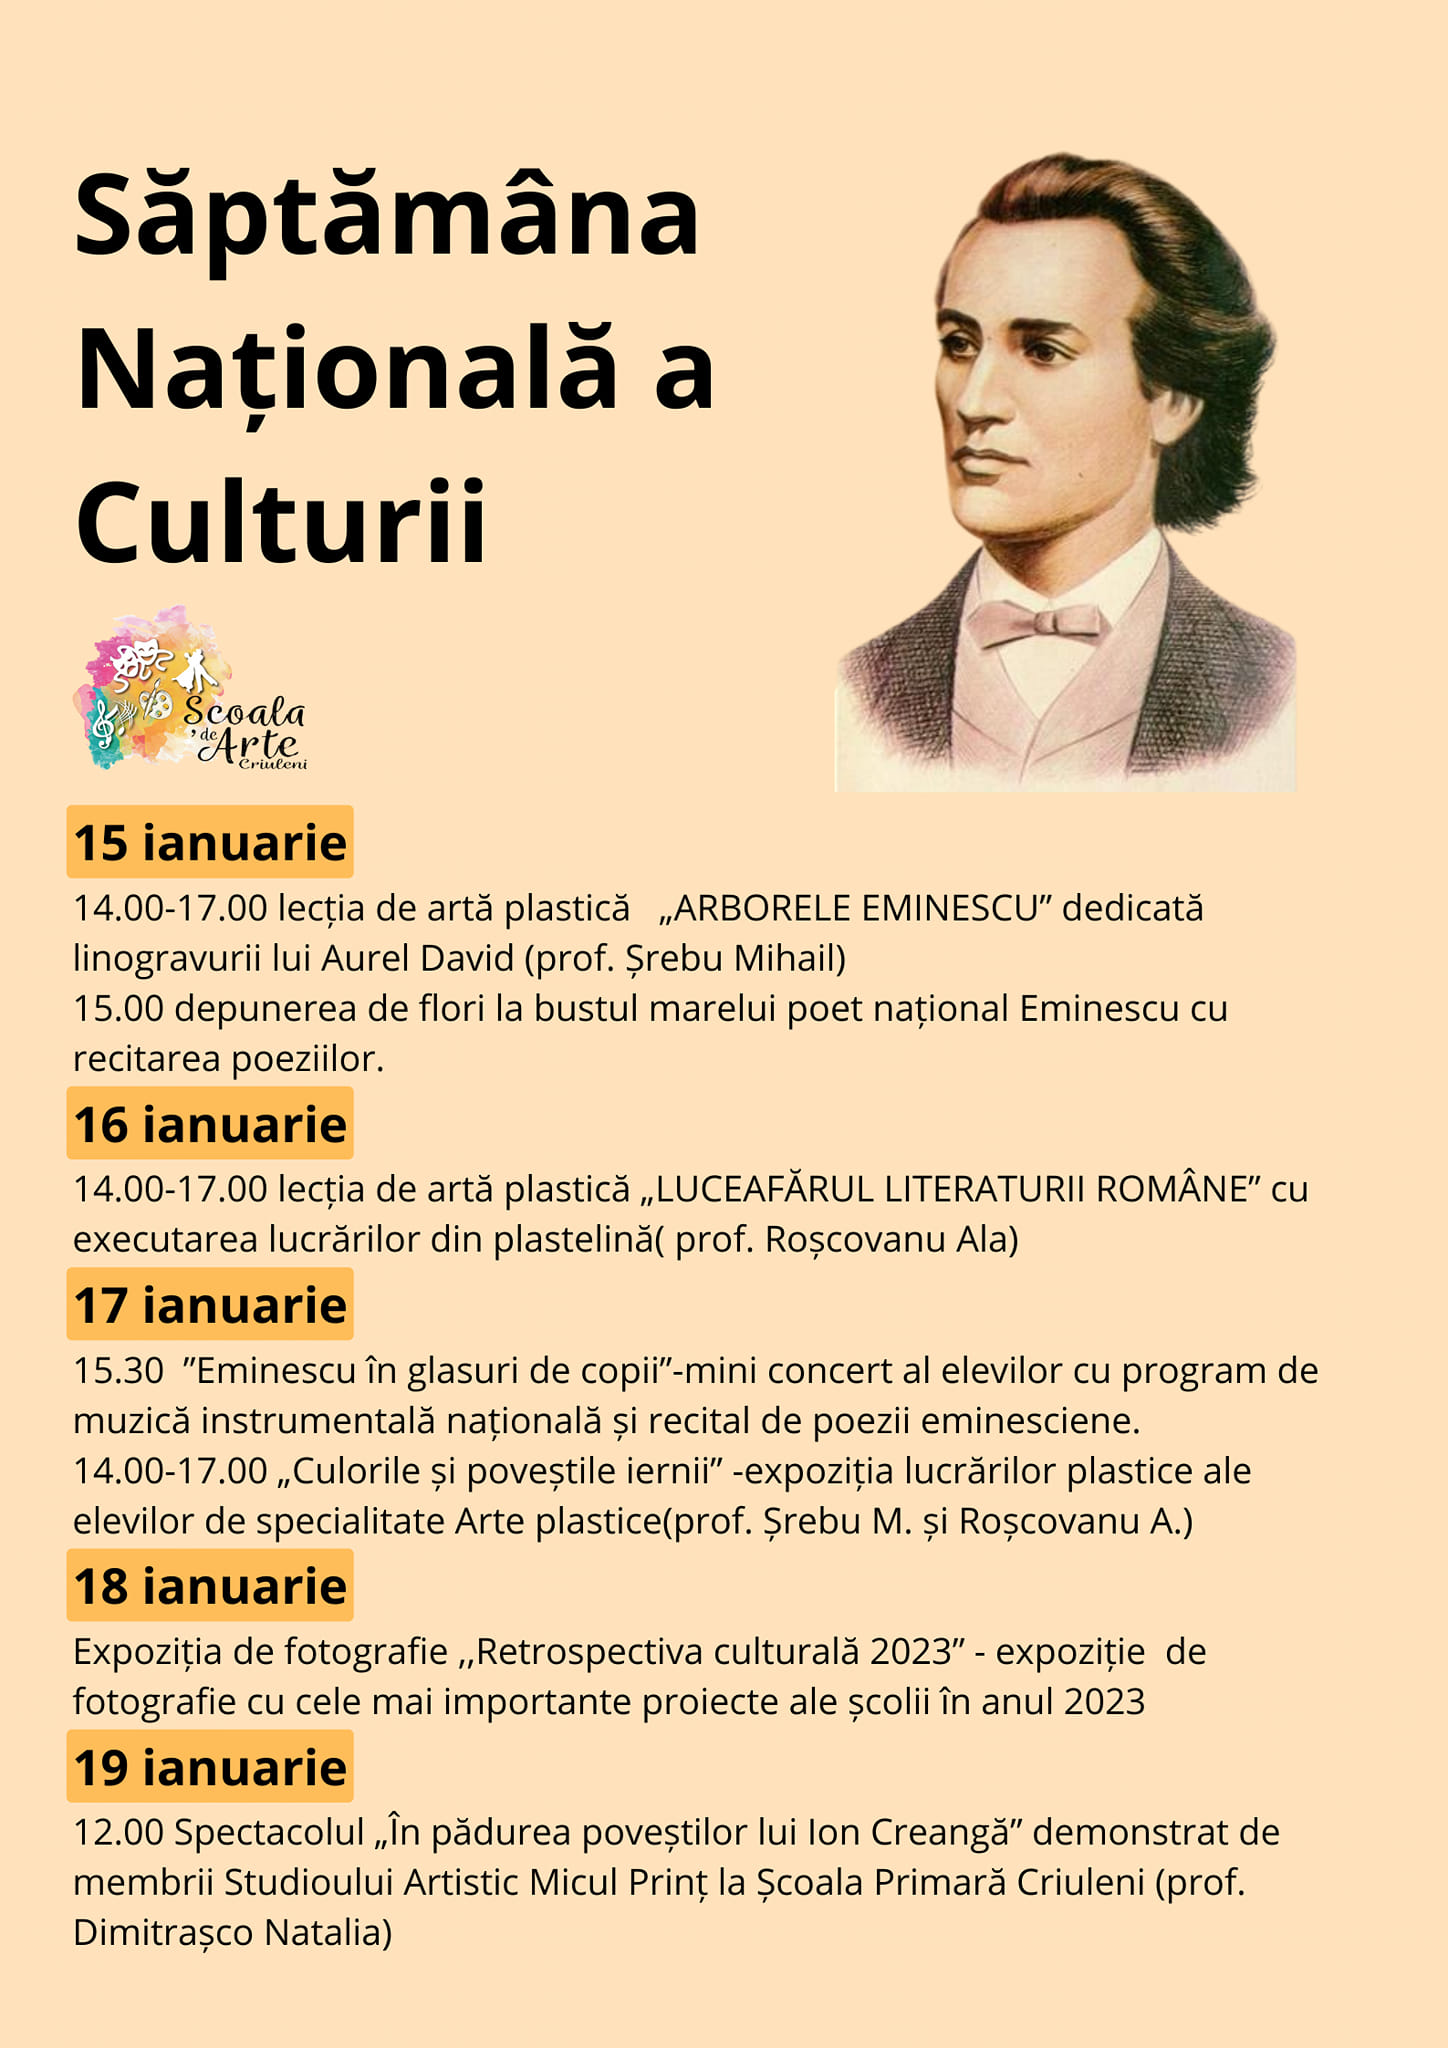 Săptămâna
Națională a
Culturii
Școala
de
Arte
Criuleni
15 ianuarie
14.00-17.00 lecția de artă plastică „ARBORELE EMINESCU” dedicată
linogravurii lui Aurel David (prof. Șrebu Mihail)
15.00 depunerea de flori la bustul marelui poet național Eminescu cu
recitarea poeziilor.
16 ianuarie
14.00-17.00 lecția de artă plastică „LUCEAFĂRUL LITERATURII ROMÂNE” cu
executarea lucrărilor din plastelină( prof. Roșcovanu Ala)
17 ianuarie
15.30 ”Eminescu în glasuri de copii”-mini concert al elevilor cu program de
muzică instrumentală națională și recital de poezii eminesciene.
14.00-17.00 „Culorile și poveștile iernii” -expoziția lucrărilor plastice ale
elevilor de specialitate Arte plastice(prof. Șrebu M. și Roșcovanu A.)
18 ianuarie
Expoziția de fotografie ,,Retrospectiva culturală 2023” - expoziție de
fotografie cu cele mai importante proiecte ale școlii în anul 2023
19 ianuarie
12.00 Spectacolul „În pădurea poveștilor lui Ion Creangă” demonstrat de
membrii Studioului Artistic Micul Prinț la Școala Primară Criuleni (prof.
Dimitrașco Natalia)